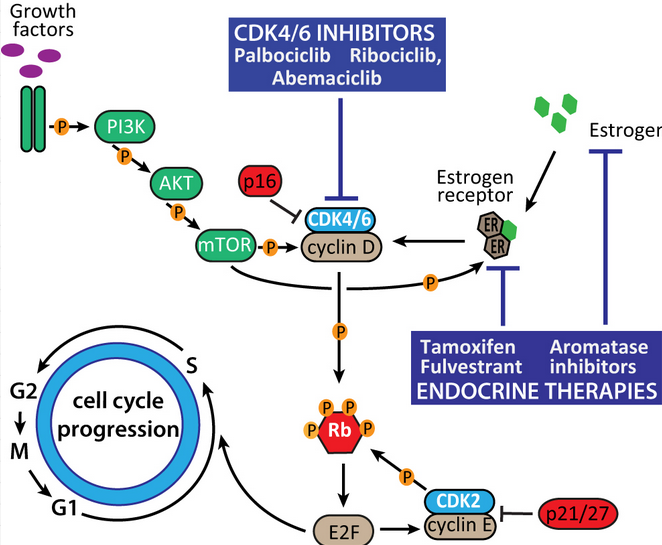 Growth
factors
CDK4/6 INHIBITORS
Palbociclib Ribociclib,
Abemaciclib
P
PI3K
P
AKT
P
mTOR
P
p16
CDK4/6
cyclin D
Estrogen
receptor
Estroger
ER
ER
P
P
Tamoxifen
Fulvestrant
Aromatase
inhibitors
ENDOCRINE THERAPIES
cell cycle
progression
S
G2
M
G1
P
P
P
P
Rb
P
E2F
CDK2
cyclin E
p21/27